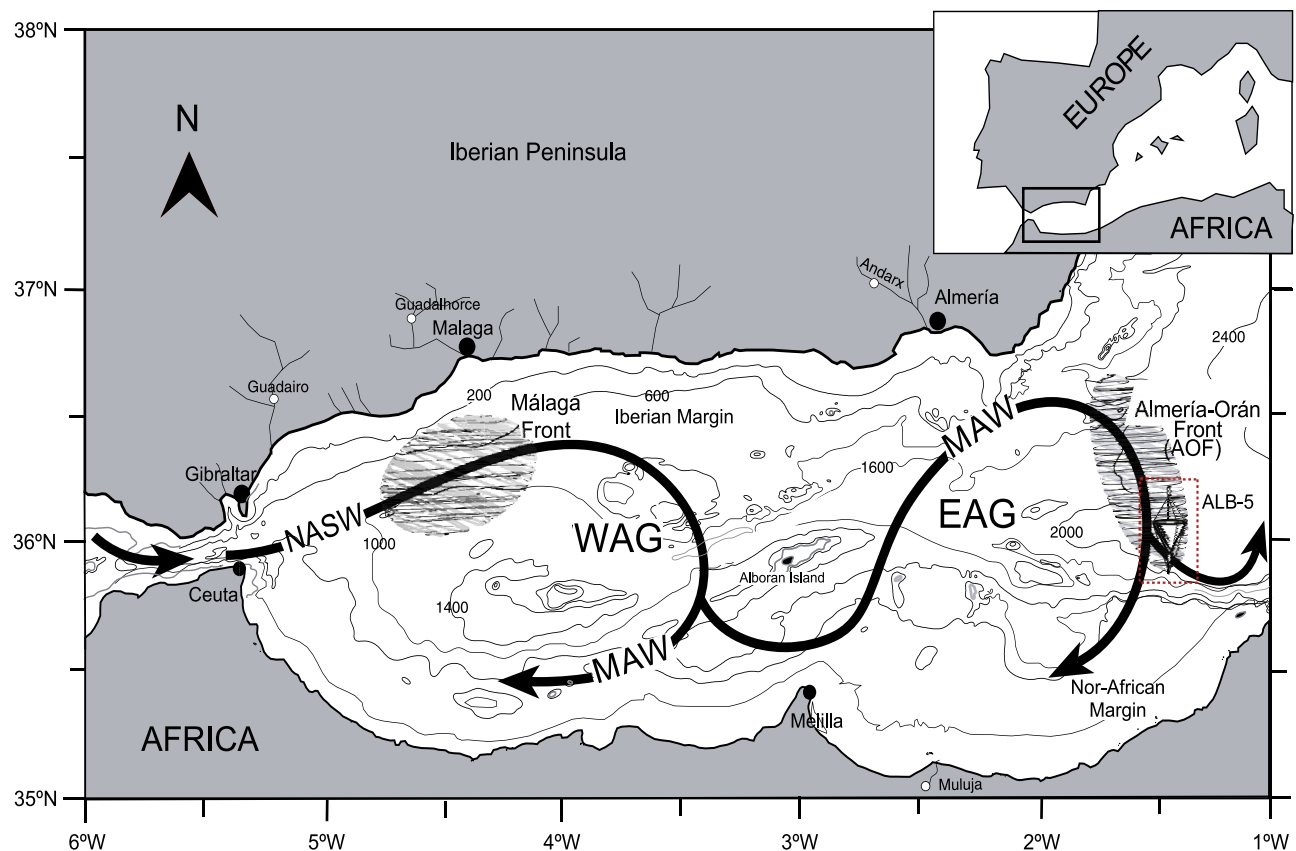 38ºN
37ºN
36ºN
35ºN
6ºW
5ºW
4ºW
3ºW
2ºW
1ºW
N
Iberian Peninsula
EUROPE
AFRICA
Guadalhorce
Malaga
Guadairo
Andarx
Almería
2400
200
600
Málaga
Front
Iberian Margin
MAW
Almería-Orán
Front
(AOF)
Gibraltar
NASW
1600
ALB-5
WAG
EAG
1000
2000
Ceuta
Alboran Island
1400
MAW
Nor-African
Margin
Melilla
AFRICA
Muluja